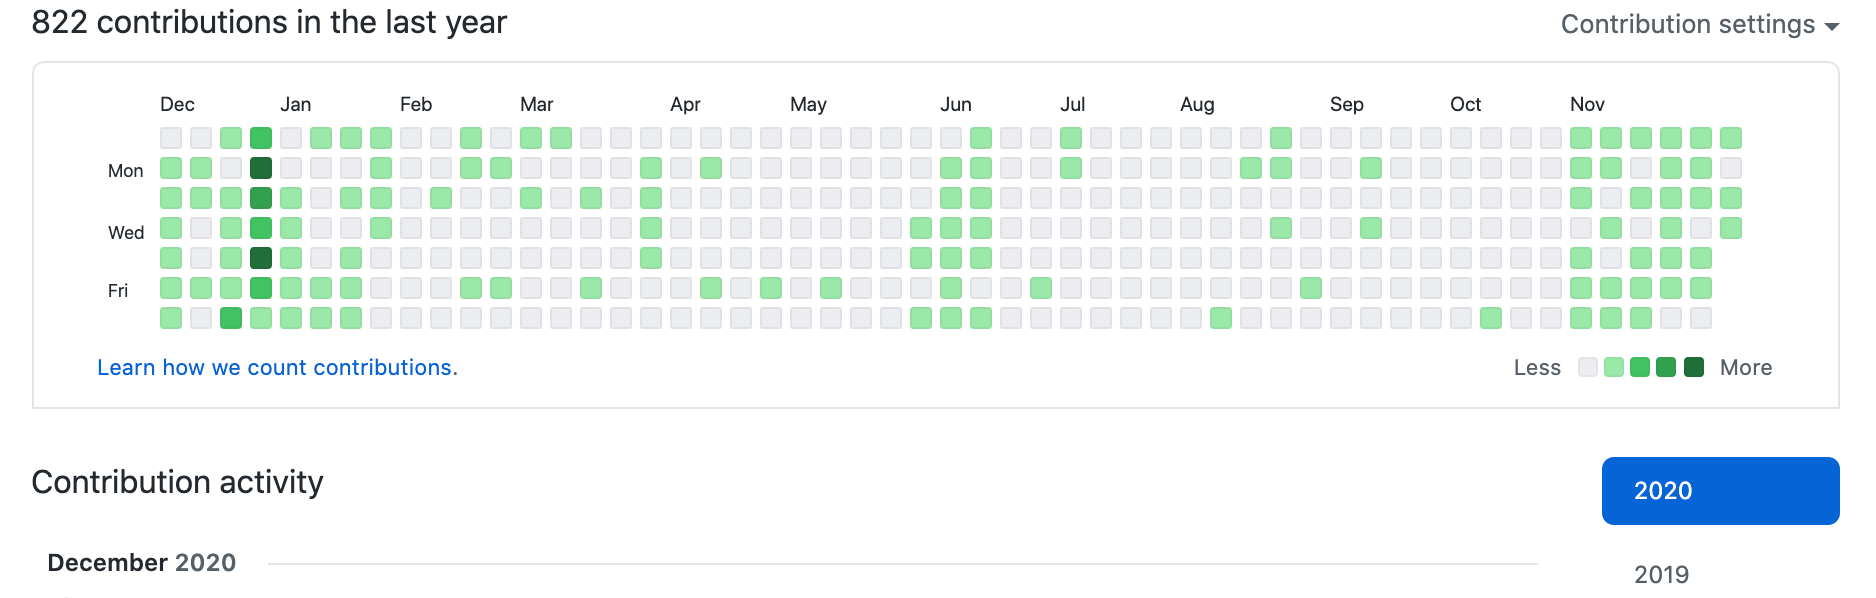 822 contributions in the last year
Contribution settings
Dec Jan Feb Mar Apr May Jun Jul Aug Sep Oct Nov
Mon
Wed
Fri
Learn how we count contributions.
Less More
Contribution activity
2020
December 2020
2019